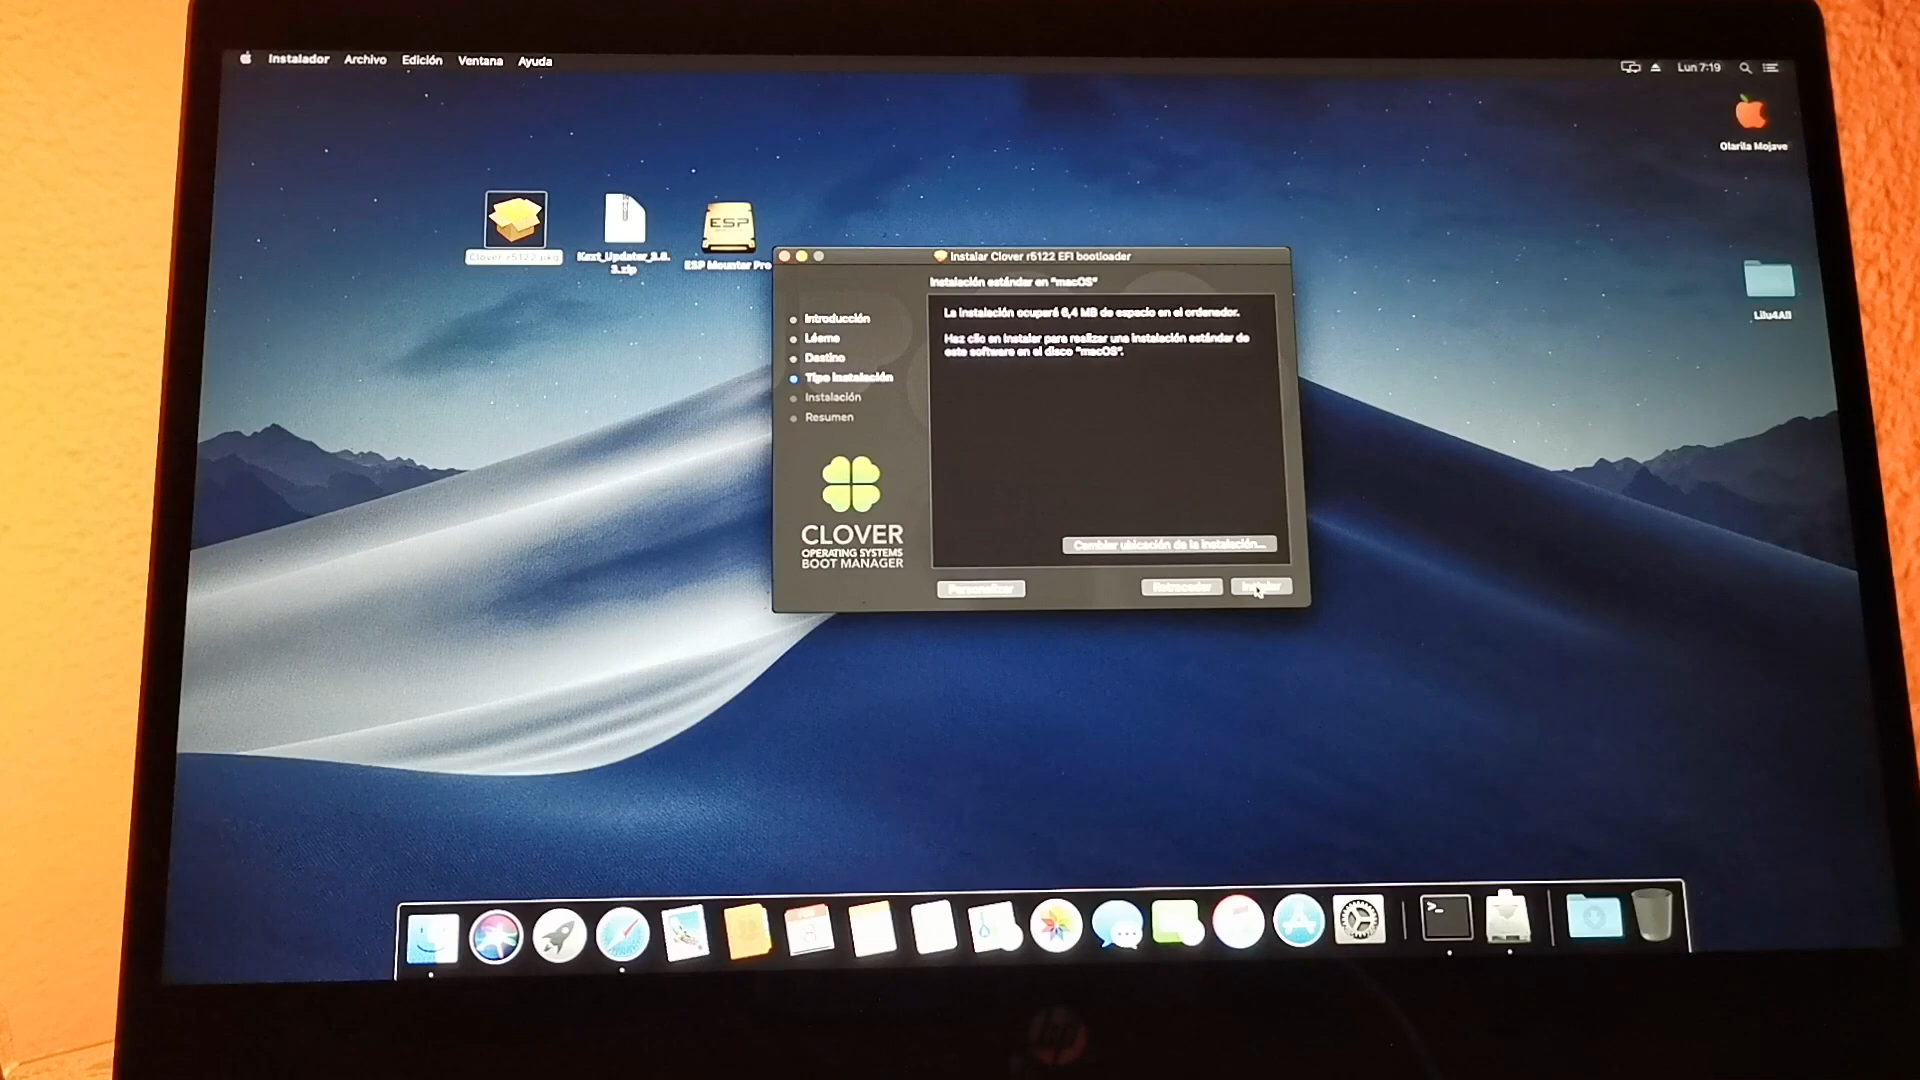 Instalador Archivo Edición Ventana Ayuda
Lun 7:19
Olarila Mojave
Clover r5122.pkg
Kext_Updater_3.0.
3.zip
ESP
ESP Mounter Pro
Lilu4All
Instalar Clover r5122 EFI bootloader
Instalación estándar en "macOS"
Introducción
Léeme
Destino
Tipo instalación
Instalación
Resumen
La instalación ocupará 6,4 MB de espacio en el ordenador.
Haz clic en Instalar para realizar una instalación estándar de
este software en el disco "macOS".
CLOVER
OPERATING SYSTEMS
BOOT MANAGER
Cambiar ubicación de la instalación...
Personalizar
Retroceder
Instalar
hp